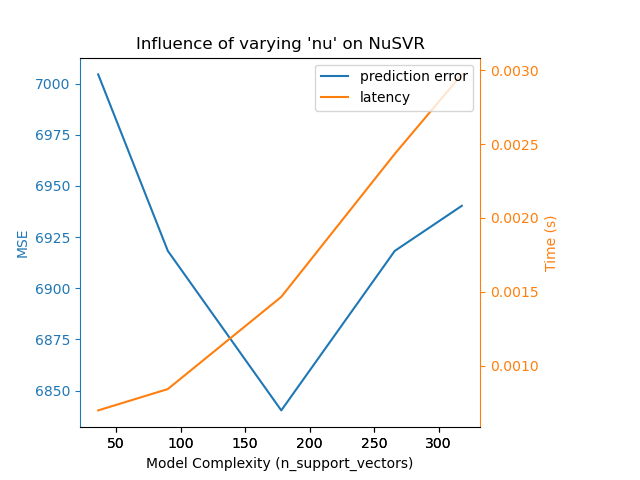 Influence of varying 'nu' on NuSVR
prediction error
latency
7000
6975
6950
6925
6900
6875
6850
MSE
0.0030
0.0025
0.0020
0.0015
0.0010
Time (s)
50 100 150 200 250 300
Model Complexity (n_support_vectors)